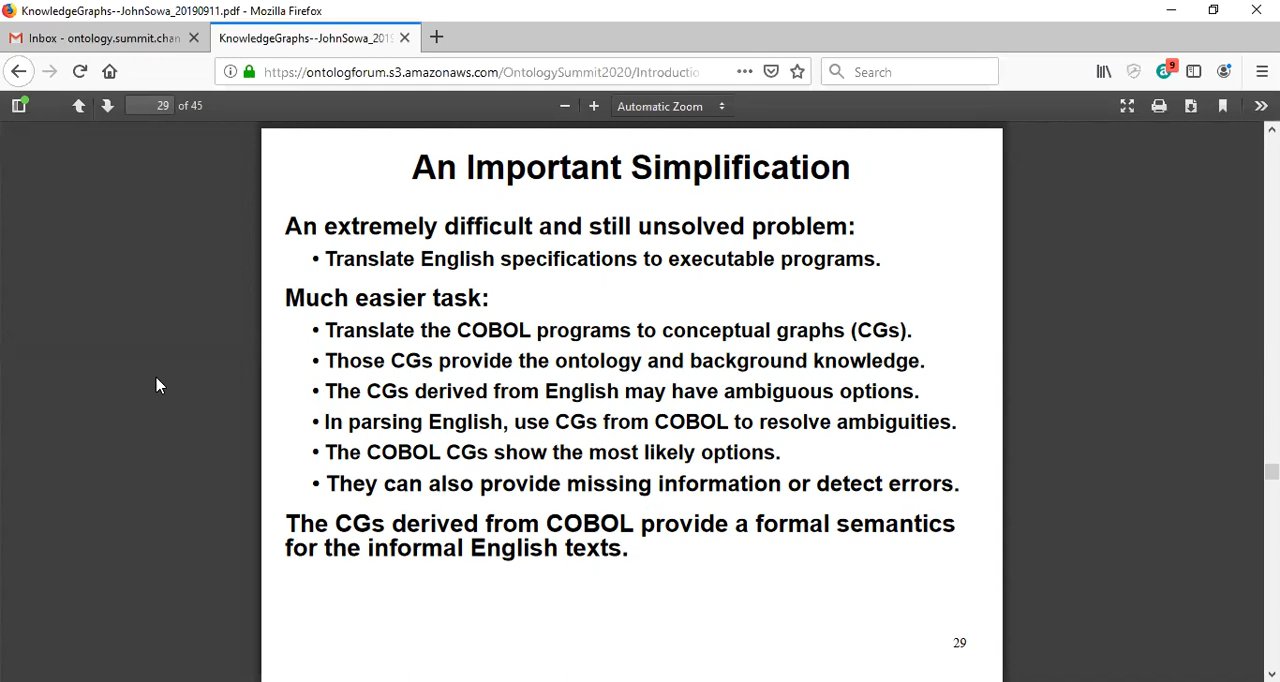 KnowledgeGraphs--JohnSowa_20190911.pdf - Mozilla Firefox
Inbox - ontology.summit.chan
KnowledgeGraphs--JohnSowa_201
https://ontologforum.s3.amazonaws.com/OntologySummit2020/Introductio
Search
9
29 of 45
Automatic Zoom
An Important Simplification
An extremely difficult and still unsolved problem:
• Translate English specifications to executable programs.
Much easier task:
• Translate the COBOL programs to conceptual graphs (CGs).
• Those CGs provide the ontology and background knowledge.
• The CGs derived from English may have ambiguous options.
• In parsing English, use CGs from COBOL to resolve ambiguities.
• The COBOL CGs show the most likely options.
• They can also provide missing information or detect errors.
The CGs derived from COBOL provide a formal semantics
for the informal English texts.
29